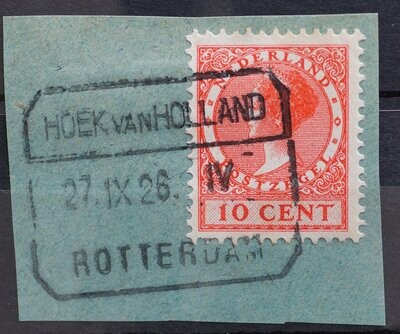 HOEK VAN HOLLAND
27. IX 26. IV
ROTTERDAM
NEDERLAND
POSTZEGEL
10 CENT